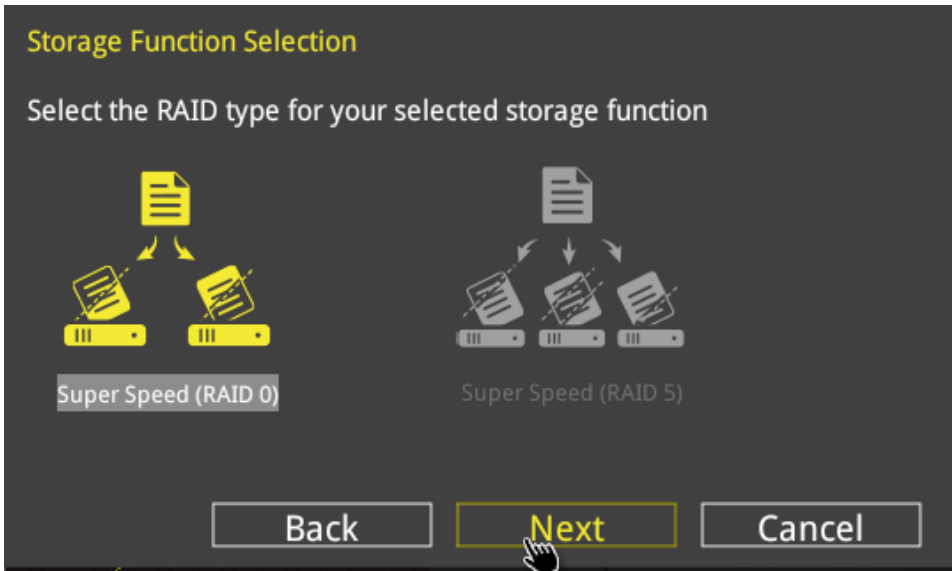 Storage Function Selection
Select the RAID type for your selected storage function
Super Speed (RAID 0)
Super Speed (RAID 5)
Back
Next
Cancel